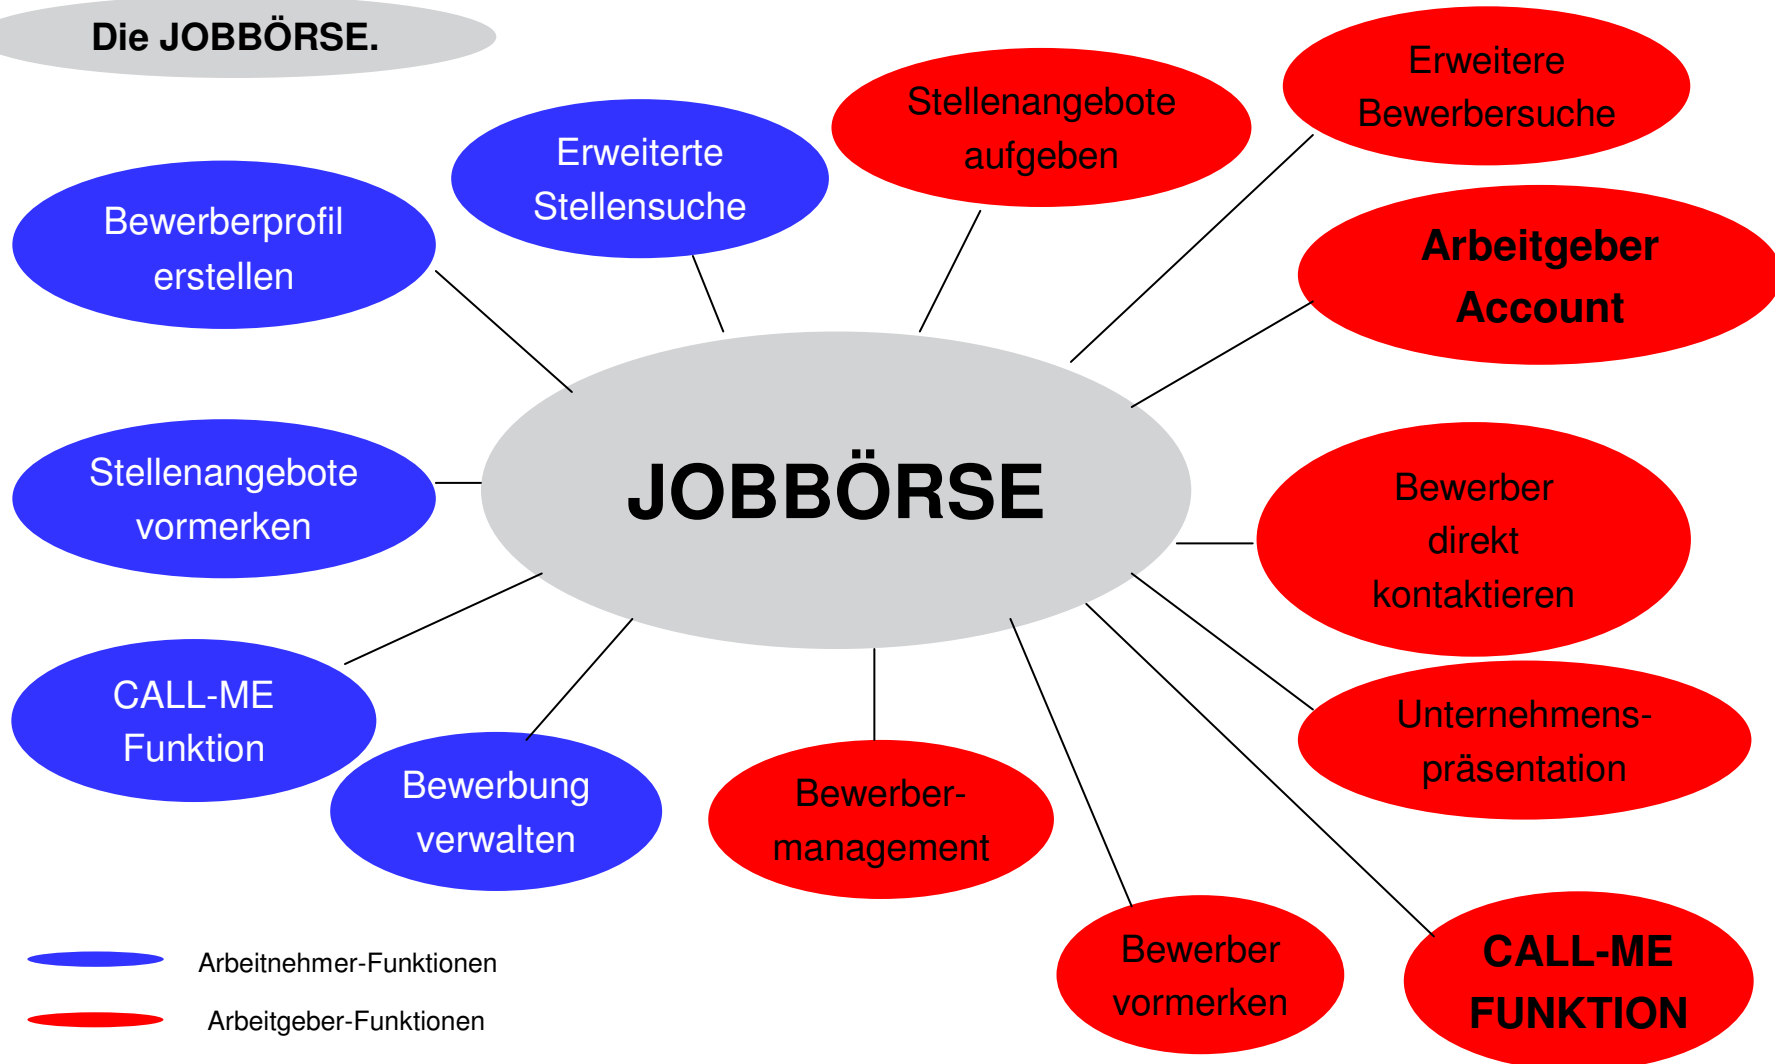 Die JOBBÖRSE.
Erweitere
Bewerbersuche
Stellenangebote
aufgeben
Erweiterte
Stellensuche
Bewerberprofil
erstellen
Arbeitgeber
Account
JOBBÖRSE
Stellenangebote
vormerken
Bewerber
direkt
kontaktieren
CALL-ME
Funktion
Unternehmens-
präsentation
Bewerbung
verwalten
Bewerber-
management
Bewerber
vormerken
CALL-ME
FUNKTION
Arbeitnehmer-Funktionen
Arbeitgeber-Funktionen